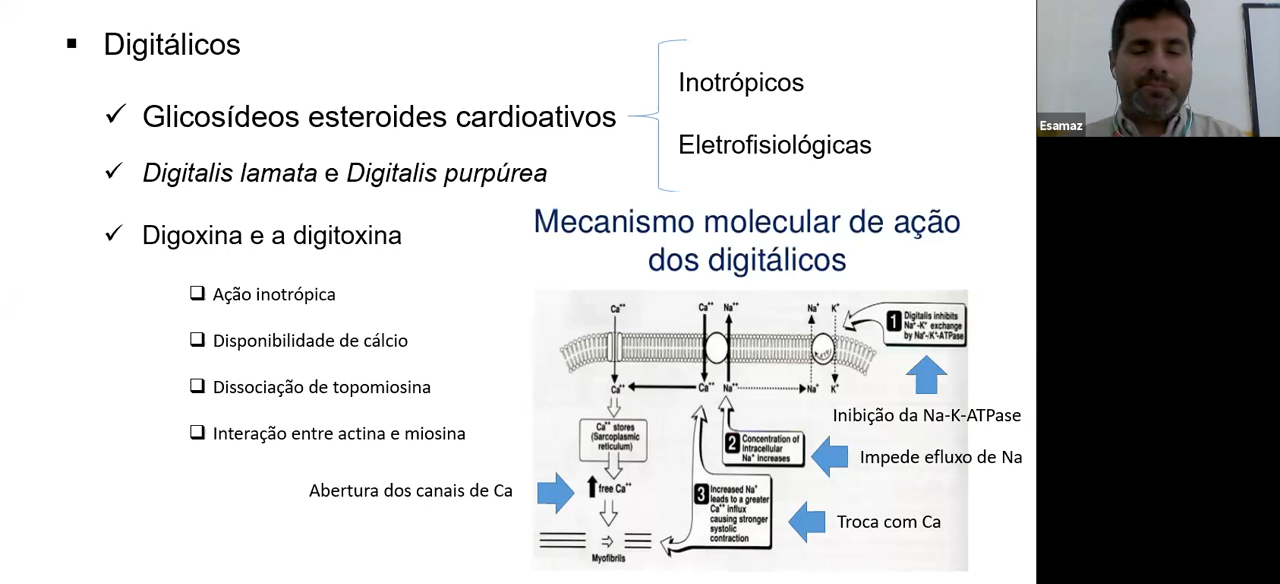 Digitálicos
Glicosídeos esteroides cardioativos
Inotrópicos
Eletrofisiológicas
Digitalis lamata e Digitalis purpúrea
Digoxina e a digitoxina
Ação inotrópica
Disponibilidade de cálcio
Dissociação de topomiosina
Interação entre actina e miosina
Mecanismo molecular de ação
dos digitálicos
Ca++ Ca++ Na++ Na+ K+
1 Digitalis inhibits
Na+-K+ exchange
by Na+/K+-ATPase
Ca++ Ca++ Na++ Na+ K+
Inibição da Na-K-ATPase
Ca++ stores
(Sarcoplasmic
reticulum)
2 Concentration of
intracellular
Na+ increases
Impede efluxo de Na
Abertura dos canais de Ca
free Ca++
3 Increased Na+
leads to a greater
Ca++ influx
causing stronger
systolic
contraction
Troca com Ca
Myofibrils
Esamaz